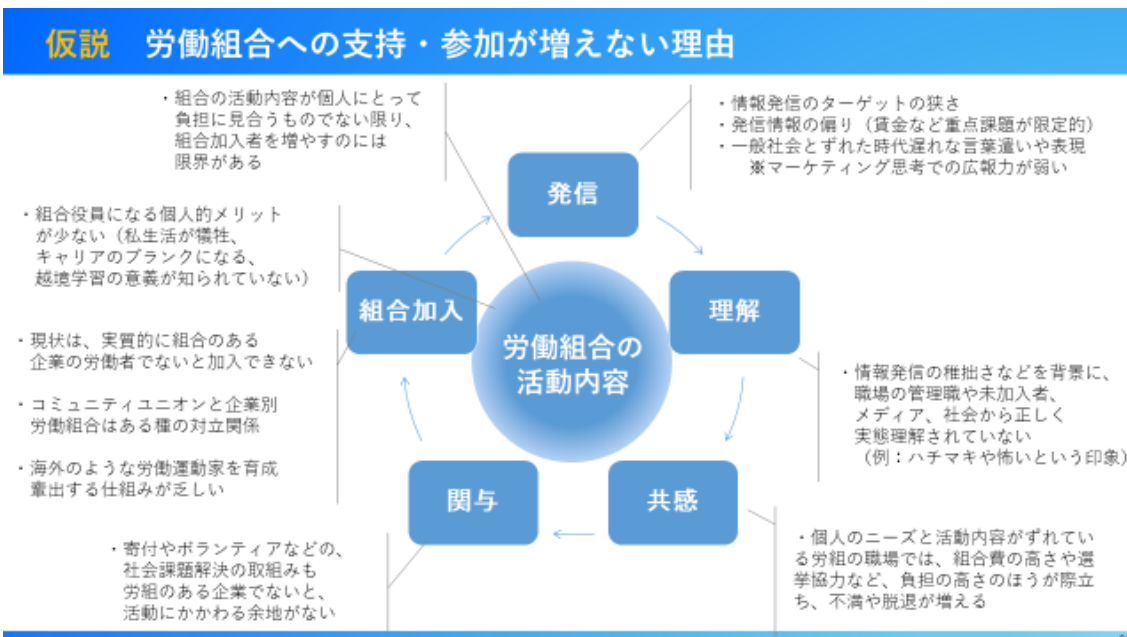 仮説 労働組合への支持・参加が増えない理由
・組合の活動内容が個人にとって
負担に見合うものでない限り、
組合加入者を増やすのには
限界がある
・情報発信のターゲットの狭さ
・発信情報の偏り（賃金など重点課題が限定的）
・一般社会とずれた時代遅れな言葉遣いや表現
※マーケティング思考での広報力が弱い
発信
・組合役員になる個人的メリット
が少ない（私生活が犠牲、
キャリアのブランクになる、
越境学習の意義が知られていない）
組合加入
理解
労働組合の
活動内容
・現状は、実質的に組合のある
企業の労働者でないと加入できない
・コミュニティユニオンと企業別
労働組合はある種の対立関係
・海外のような労働運動家を育成
輩出する仕組みが乏しい
・情報発信の稚拙さなどを背景に、
職場の管理職や未加入者、
メディア、社会から正しく
実態理解されていない
（例：ハチマキや怖いという印象）
関与
共感
・寄付やボランティアなどの、
社会課題解決の取組みも
労組のある企業でないと、
活動にかかわる余地がない
・個人のニーズと活動内容がずれてい
る労組の職場では、組合費の高さや選
挙協力など、負担の高さのほうが際立
ち、不満や脱退が増える